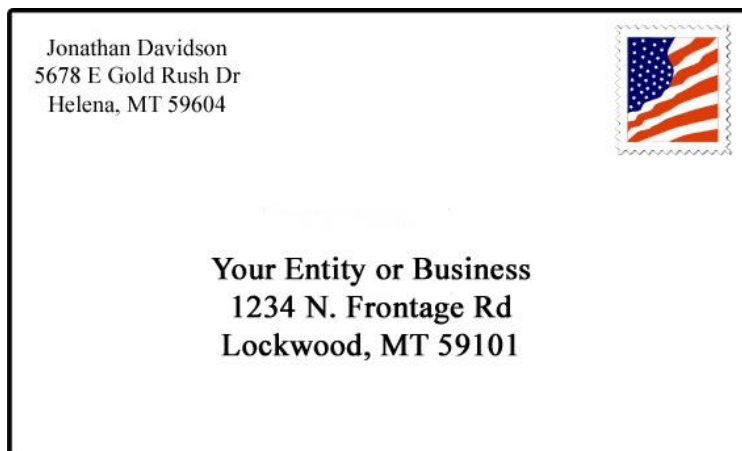 Jonathan Davidson
5678 E Gold Rush Dr
Helena, MT 59604
Your Entity or Business
1234 N. Frontage Rd
Lockwood, MT 59101